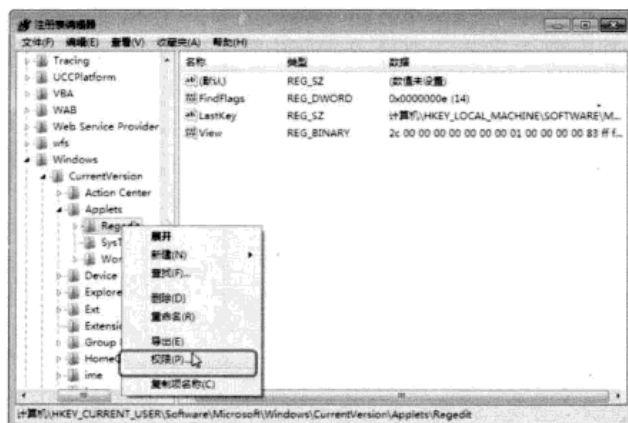 注册表编辑器
文件(F) 编辑(E) 查看(V) 收藏夹(A) 帮助(H)
Tracing
UCCPlatform
VBA
WAB
Web Service Provider
wfs
Windows
CurrentVersion
Action Center
Applets
Regedit
SysT
Wor
Device
Explore
Ext
Extensi
Group
HomeG
ime
名称 类型 数据
(默认) REG_SZ (数值未设置)
FindFlags REG_DWORD 0x0000000e (14)
LastKey REG_SZ 计算机\HKEY_LOCAL_MACHINE\SOFTWARE\M...
View REG_BINARY 2c 00 00 00 00 00 00 00 01 00 00 00 00 83 ff f...
展开
新建(N)
查找(F)...
删除(D)
重命名(R)
导出(E)
权限(P)...
复制项名称(C)
计算机\HKEY_CURRENT_USER\Software\Microsoft\Windows\CurrentVersion\Applets\Regedit